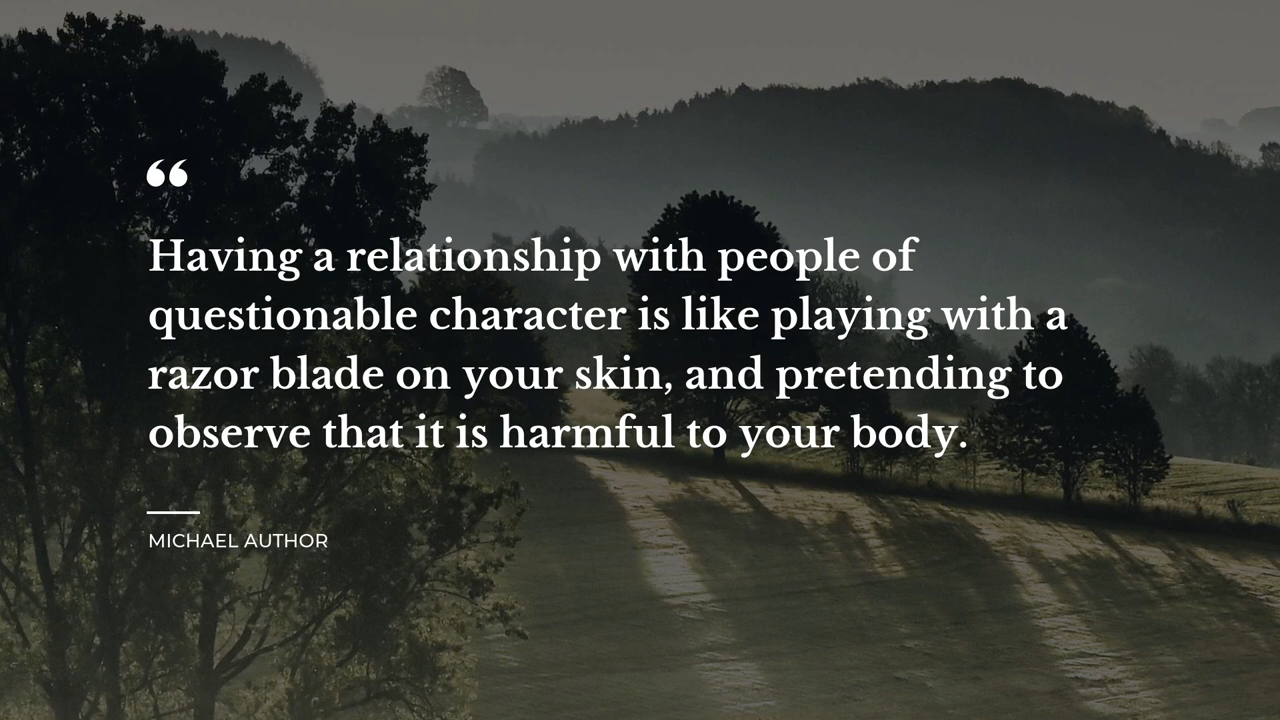 “
Having a relationship with people of
questionable character is like playing with a
razor blade on your skin, and pretending to
observe that it is harmful to your body.
MICHAEL AUTHOR